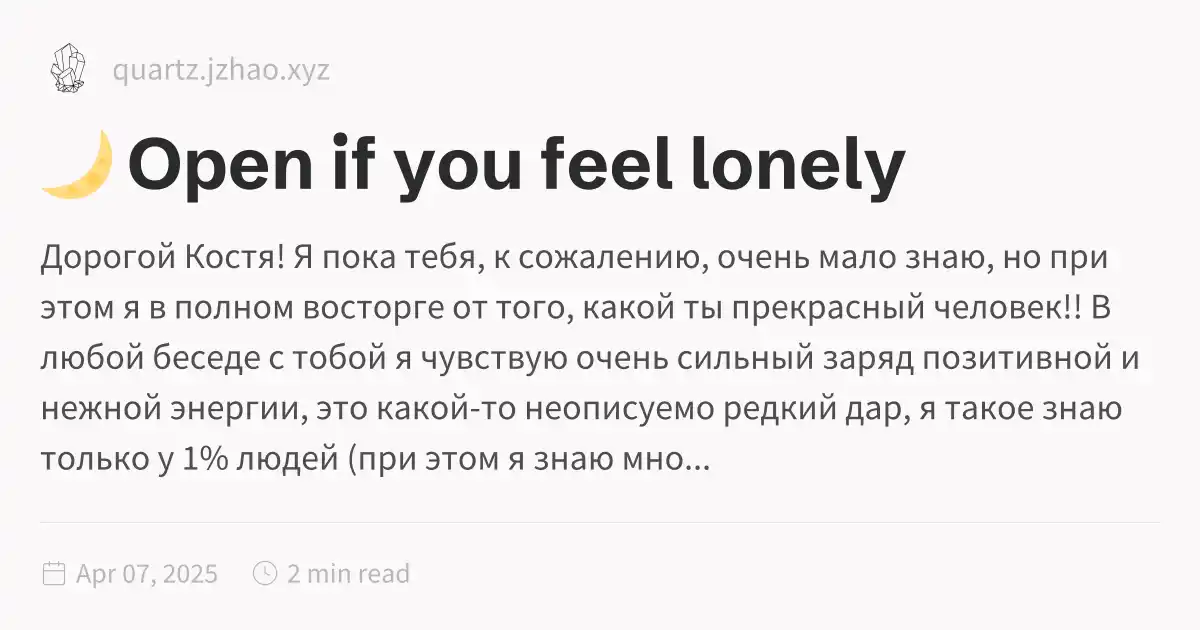 quartz.jzhao.xyz
🌙 Open if you feel lonely
Дорогой Костя! Я пока тебя, к сожалению, очень мало знаю, но при
этом я в полном восторге от того, какой ты прекрасный человек!! В
любой беседе с тобой я чувствую очень сильный заряд позитивной и
нежной энергии, это какой-то неописуемо редкий дар, я такое знаю
только у 1% людей (при этом я знаю мно...
Apr 07, 2025 2 min read